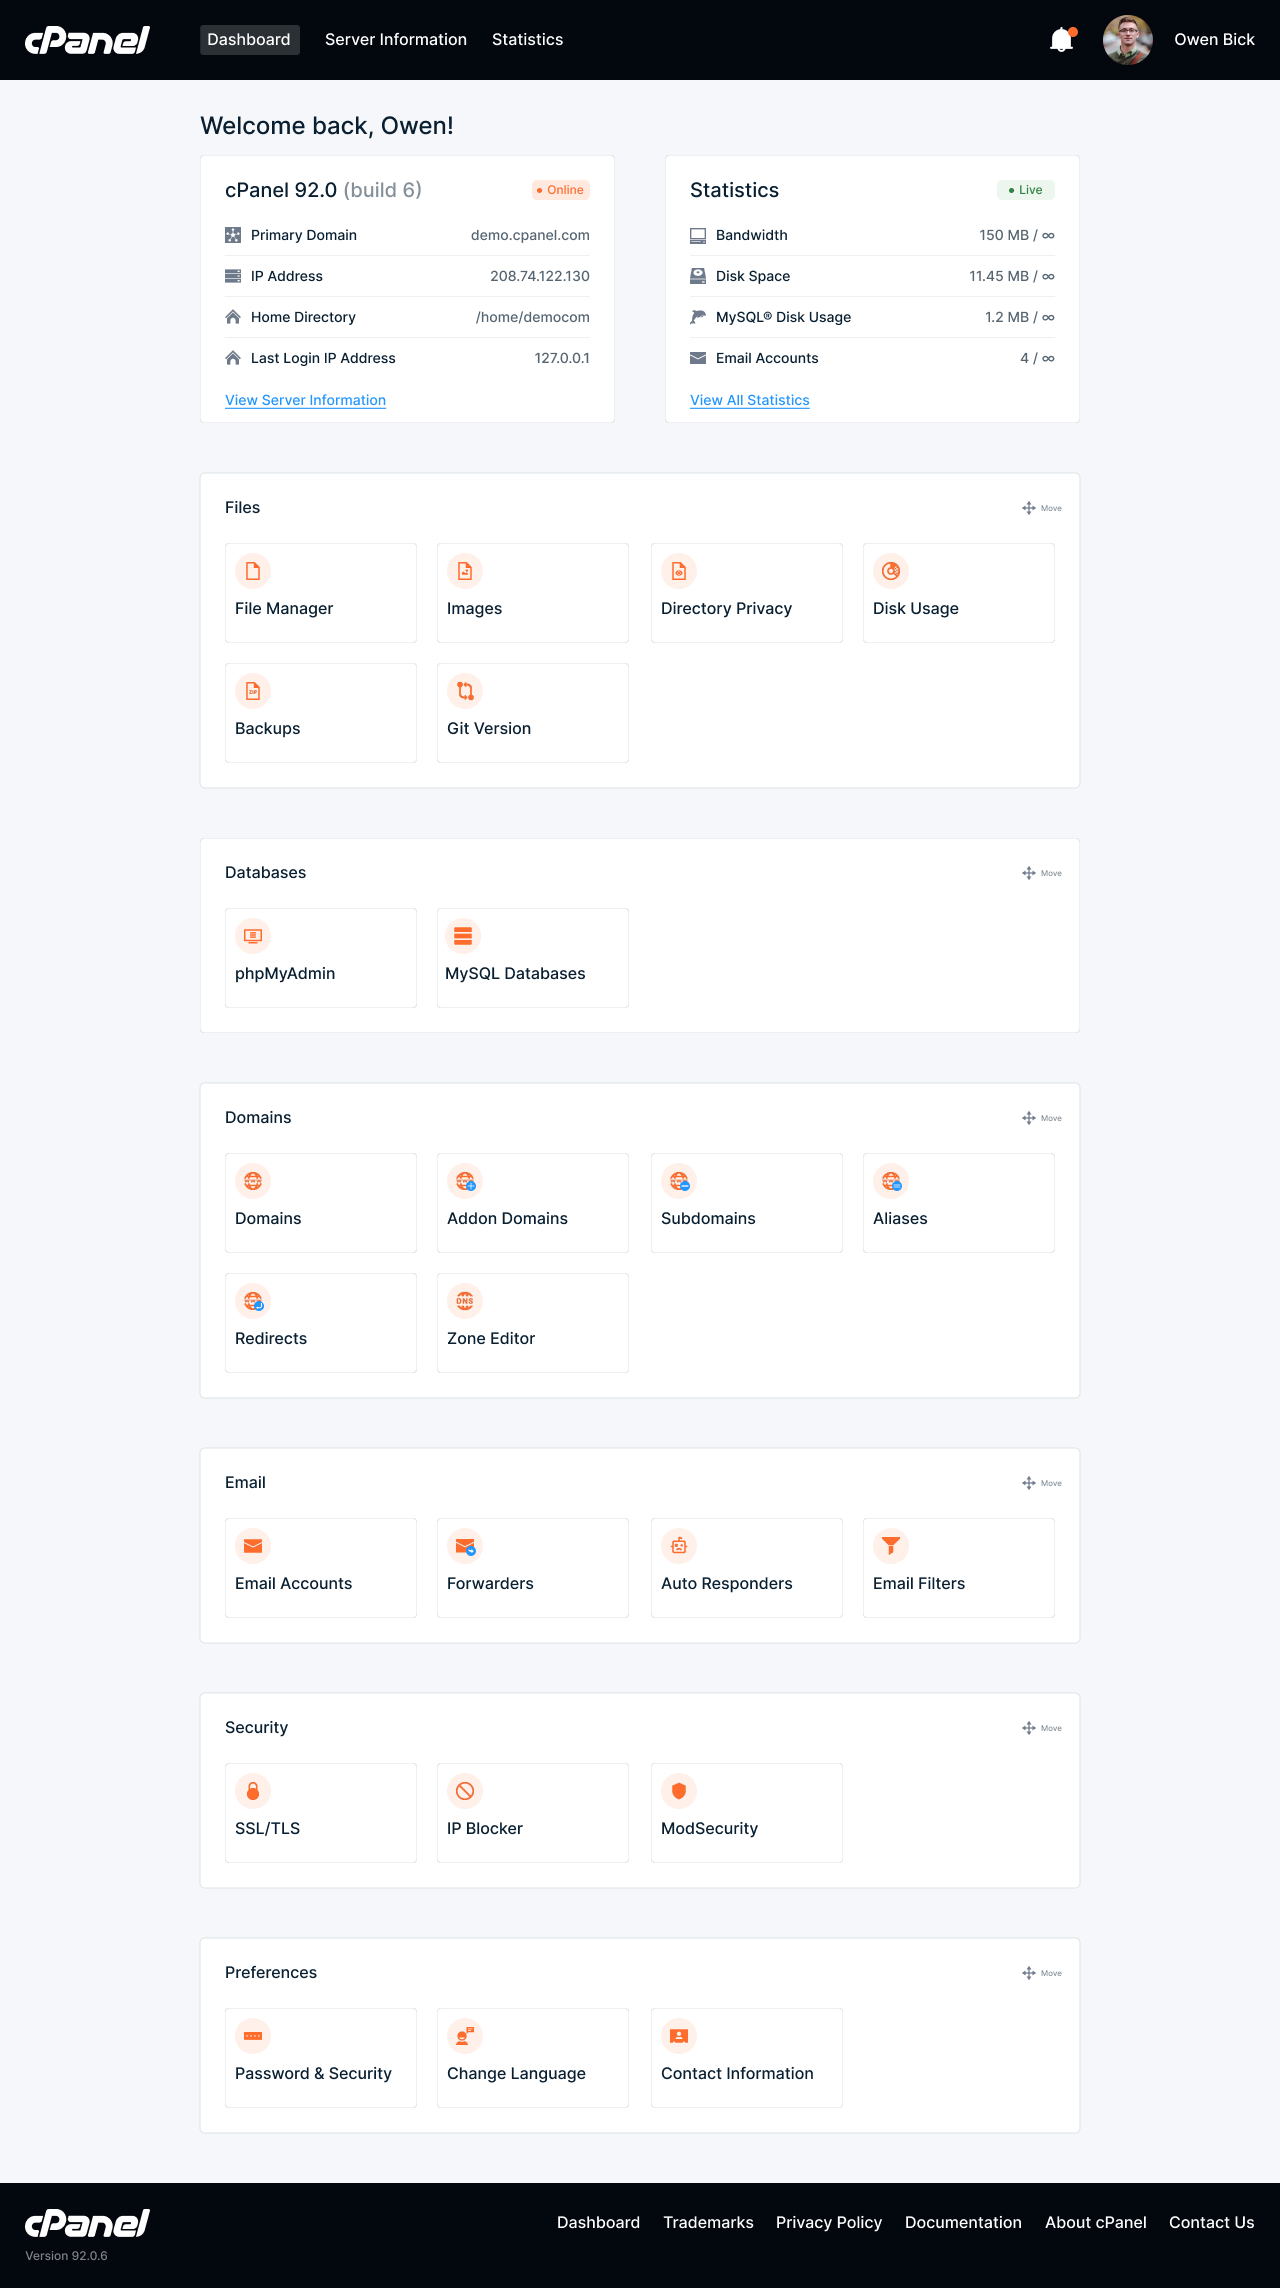 cPanel
Dashboard
Server Information
Statistics
Owen Bick
Welcome back, Owen!
cPanel 92.0 (build 6)
Online
Primary Domain
demo.cpanel.com
IP Address
208.74.122.130
Home Directory
/home/democom
Last Login IP Address
127.0.0.1
View Server Information
Statistics
Live
Bandwidth
150 MB / ∞
Disk Space
11.45 MB / ∞
MySQL® Disk Usage
1.2 MB / ∞
Email Accounts
4 / ∞
View All Statistics
Files
Move
File Manager
Images
Directory Privacy
Disk Usage
ZIP
Backups
Git Version
Databases
Move
phpMyAdmin
MySQL Databases
Domains
Move
Domains
Addon Domains
Subdomains
Aliases
Redirects
DNS
Zone Editor
Email
Move
Email Accounts
Forwarders
Auto Responders
Email Filters
Security
Move
SSL/TLS
IP Blocker
ModSecurity
Preferences
Move
Password & Security
Change Language
Contact Information
cPanel
Version 92.0.6
Dashboard
Trademarks
Privacy Policy
Documentation
About cPanel
Contact Us